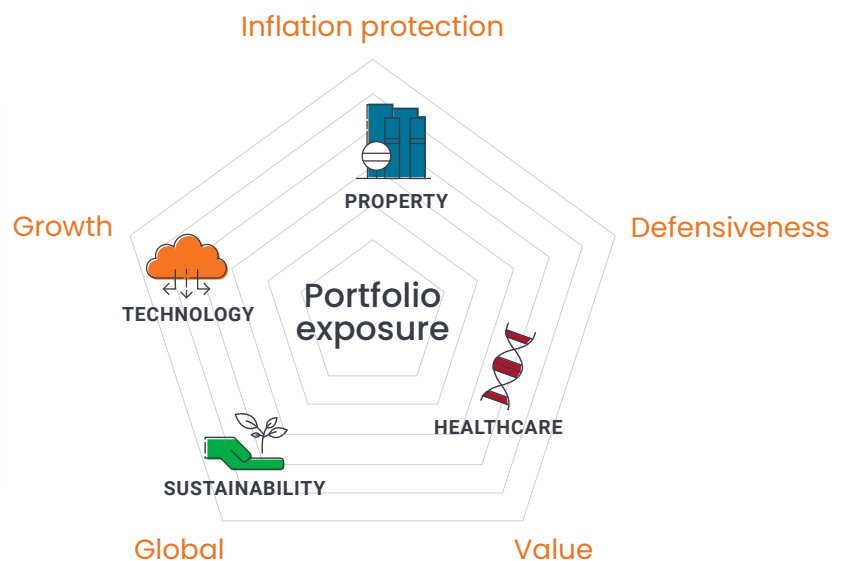 Inflation protection
PROPERTY
Growth
Defensiveness
TECHNOLOGY
Portfolio
exposure
HEALTHCARE
SUSTAINABILITY
Global
Value